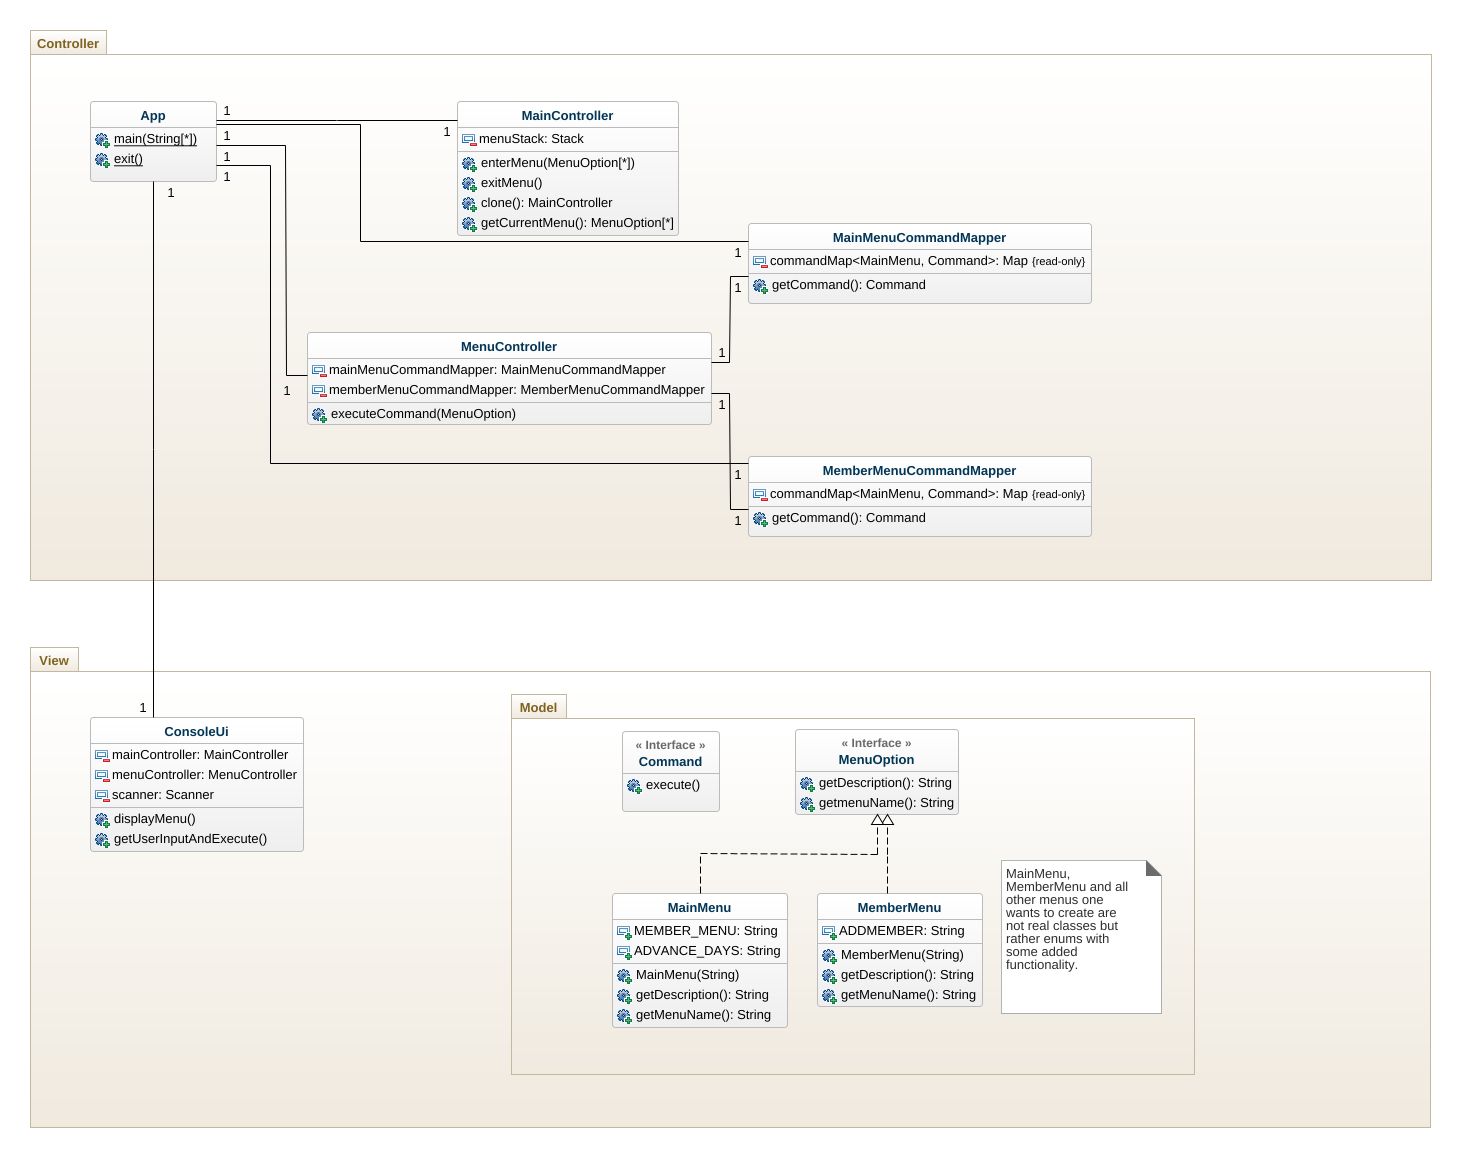 Controller
App
main(String[*])
exit()
1
1
1
1
1
1
MainController
menuStack: Stack
enterMenu(MenuOption[*])
exitMenu()
clone(): MainController
getCurrentMenu(): MenuOption[*]
MainMenuCommandMapper
commandMap<MainMenu, Command>: Map {read-only}
getCommand(): Command
1
1
1
MenuController
mainMenuCommandMapper: MainMenuCommandMapper
memberMenuCommandMapper: MemberMenuCommandMapper
executeCommand(MenuOption)
1
1
MemberMenuCommandMapper
commandMap<MainMenu, Command>: Map {read-only}
getCommand(): Command
1
1
View
1
ConsoleUi
mainController: MainController
menuController: MenuController
scanner: Scanner
displayMenu()
getUserInputAndExecute()
Model
« Interface »
Command
execute()
« Interface »
MenuOption
getDescription(): String
getmenuName(): String
MainMenu
MEMBER_MENU: String
ADVANCE_DAYS: String
MainMenu(String)
getDescription(): String
getMenuName(): String
MemberMenu
ADDMEMBER: String
MemberMenu(String)
getDescription(): String
getMenuName(): String
MainMenu,
MemberMenu and all
other menus one
wants to create are
not real classes but
rather enums with
some added
functionality.